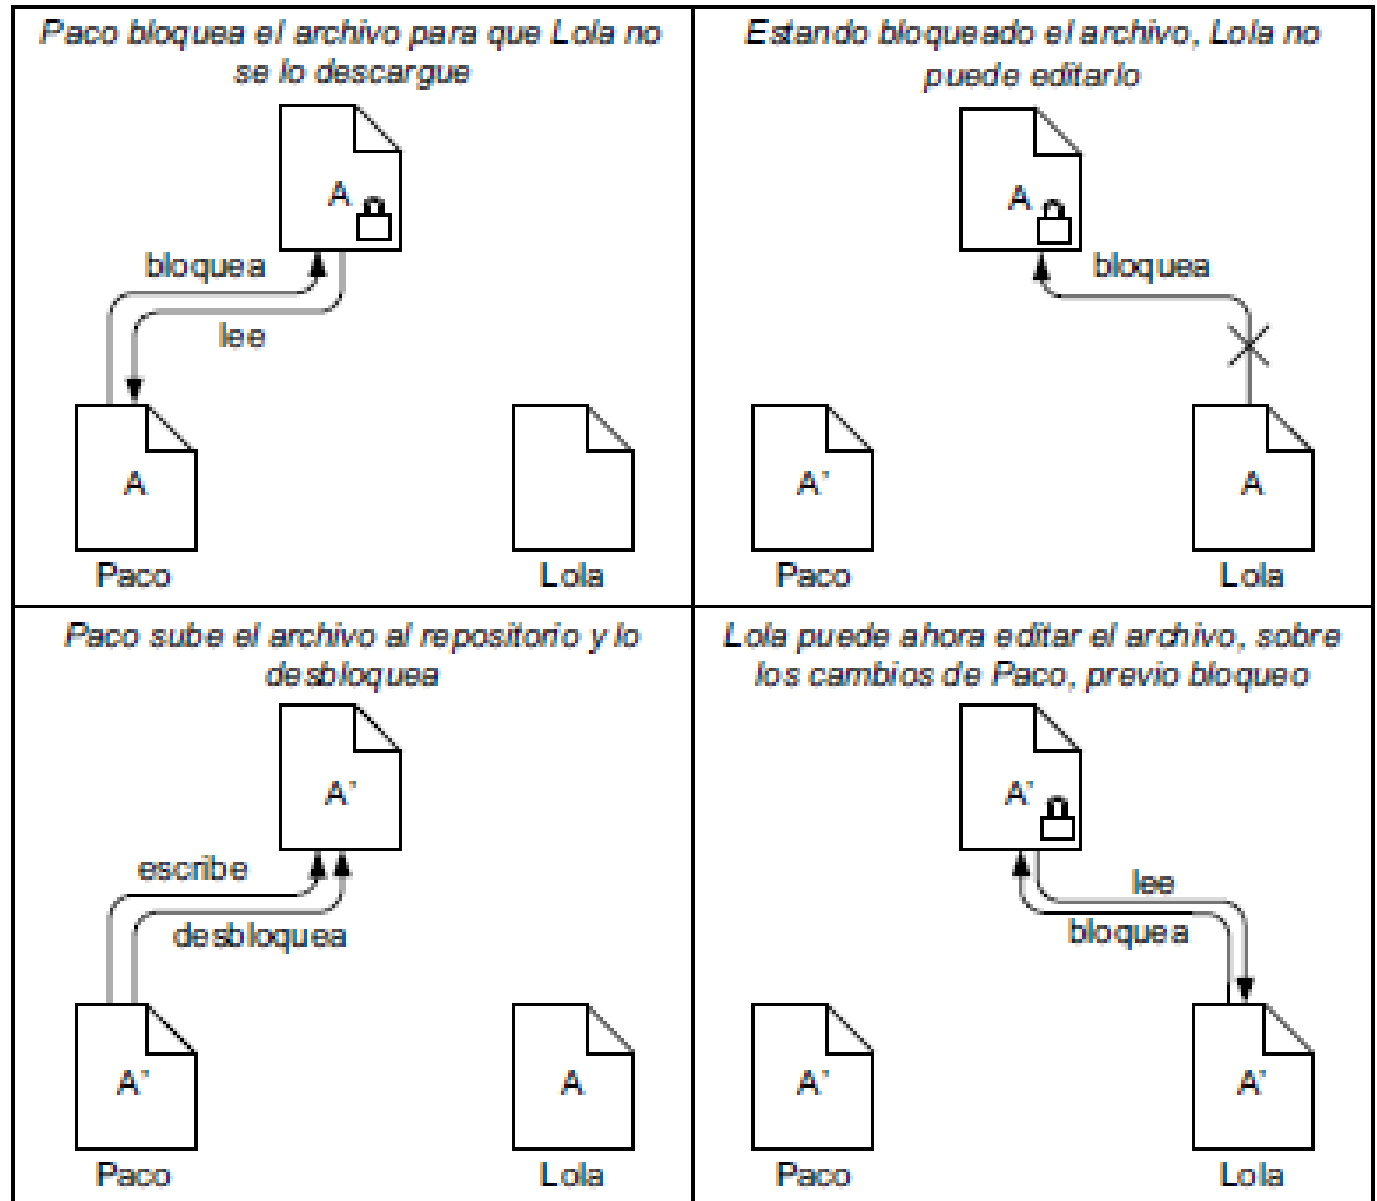 Paco bloquea el archivo para que Lola no
se lo descargue
A
bloquea
lee
A
Paco
Lola
Estando bloqueado el archivo, Lola no
puede editarlo
A
bloquea
A'
Paco
A
Lola
Paco sube el archivo al repositorio y lo
desbloquea
A'
escribe
desbloquea
A'
Paco
A
Lola
Lola puede ahora editar el archivo, sobre
los cambios de Paco, previo bloqueo
A'
lee
bloquea
A'
Paco
A'
Lola